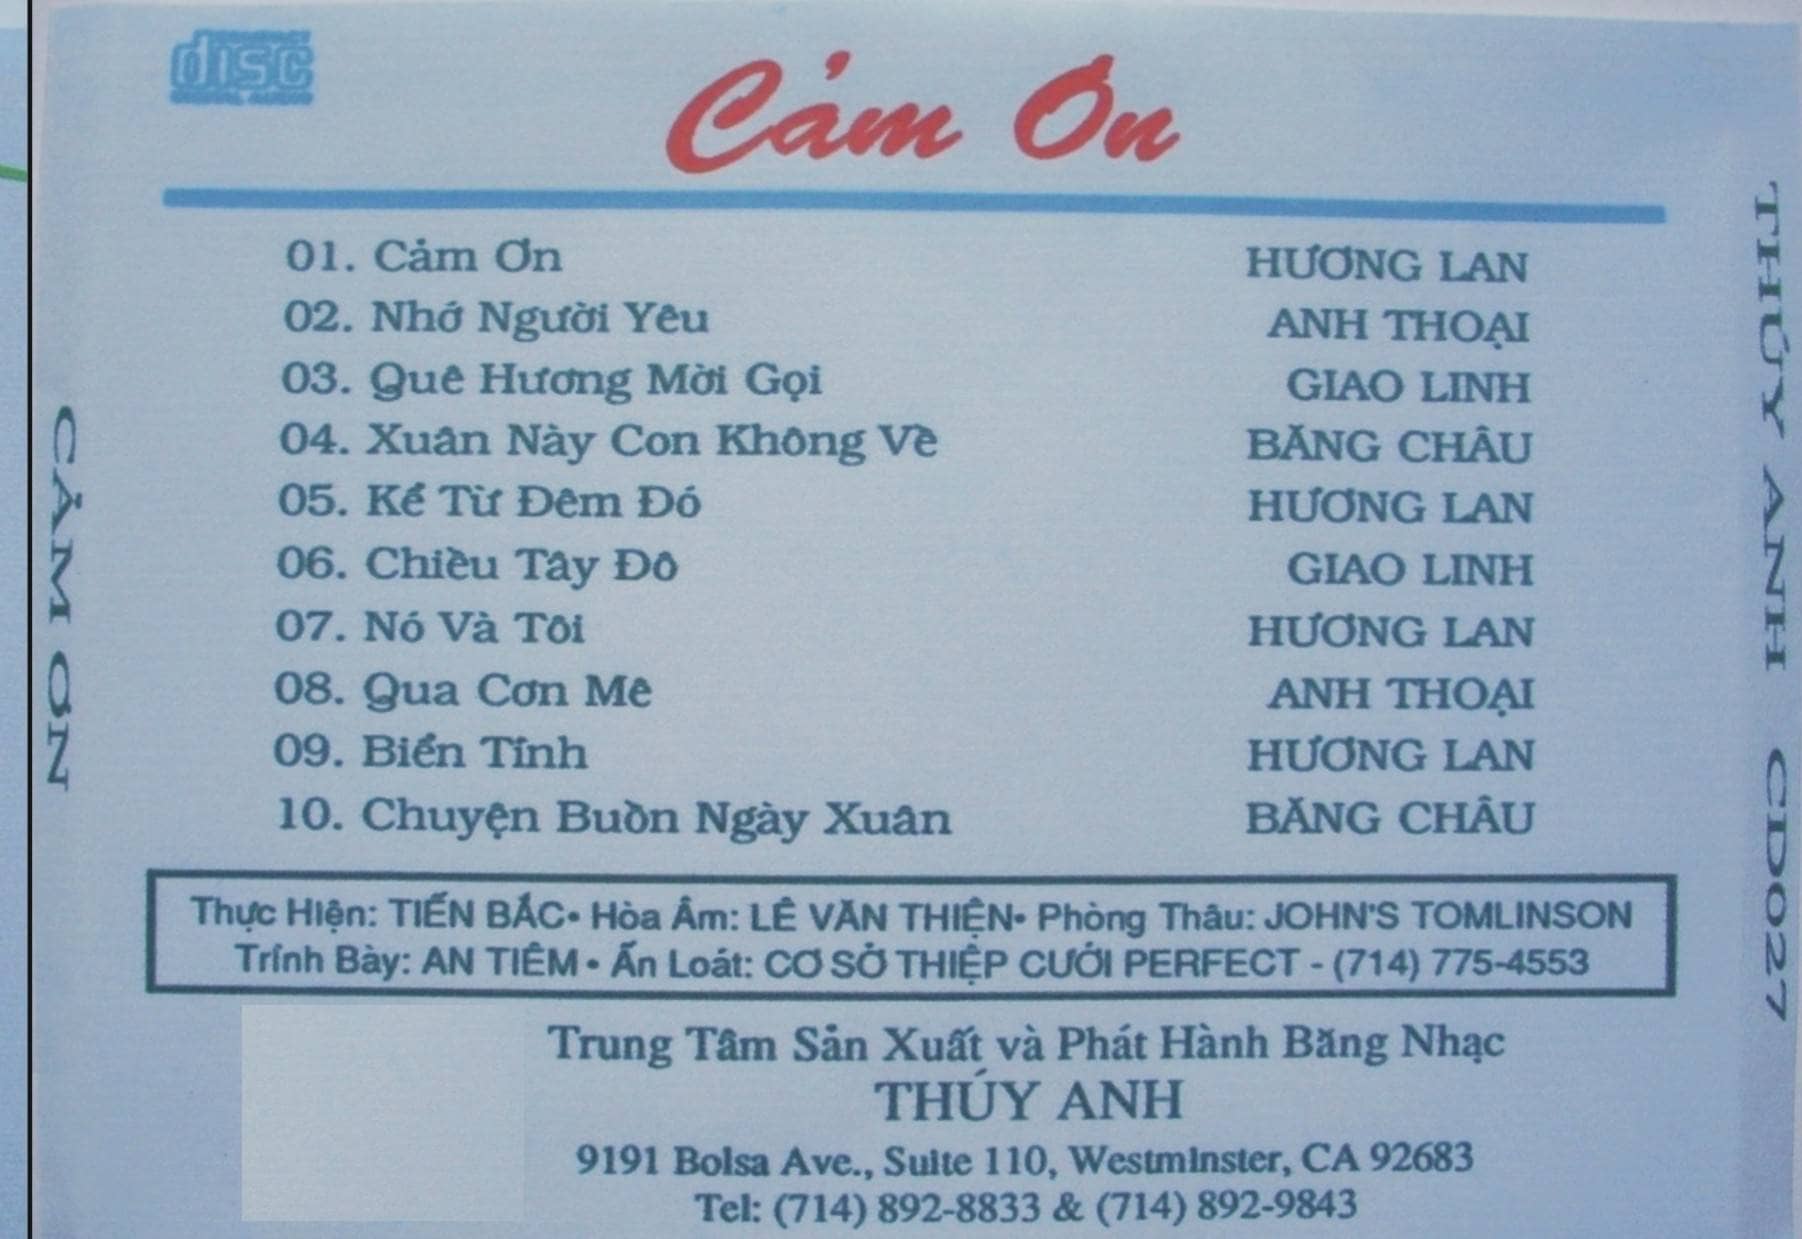 disc
Cảm Ơn
01. Cảm Ơn HƯƠNG LAN
02. Nhớ Người Yêu ANH THOẠI
03. Quê Hương Mời Gọi GIAO LINH
04. Xuân Này Con Không Về BĂNG CHÂU
05. Kể Từ Đêm Đó HƯƠNG LAN
06. Chiều Tây Đô GIAO LINH
07. Nó Và Tôi HƯƠNG LAN
08. Qua Cơn Mê ANH THOẠI
09. Biển Tình HƯƠNG LAN
10. Chuyện Buồn Ngày Xuân BĂNG CHÂU
Thực Hiện: TIẾN BẮC• Hòa Âm: LÊ VĂN THIỆN• Phòng Thâu: JOHN'S TOMLINSON
Trình Bày: AN TIÊM • Ấn Loát: CƠ SỞ THIỆP CƯỚI PERFECT - (714) 775-4553
Trung Tâm Sản Xuất và Phát Hành Băng Nhạc
THÚY ANH
9191 Bolsa Ave., Suite 110, Westminster, CA 92683
Tel: (714) 892-8833 & (714) 892-9843
CẢM ƠN
THÚY ANH CD027